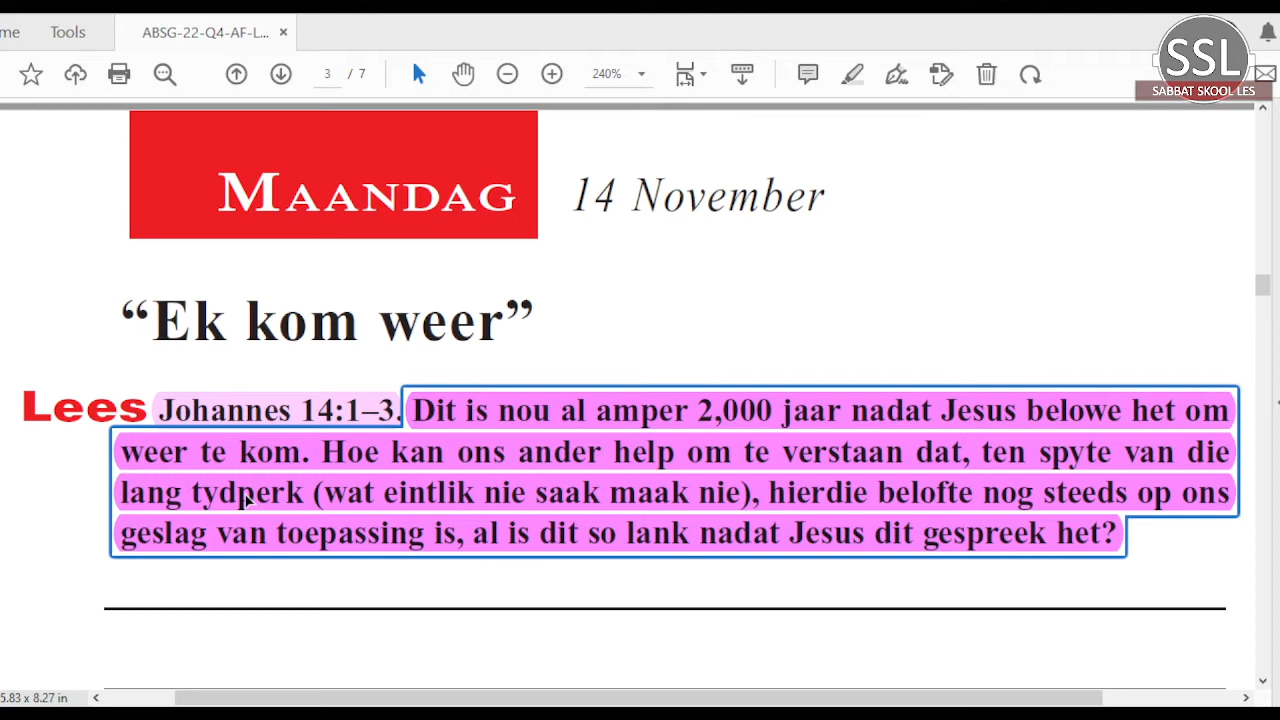 me
Tools
ABSG-22-Q4-AF-L...
SSL
SABBAT SKOOL LES
3 / 7
240%
MAANDAG
14 November
“Ek kom weer”
Lees Johannes 14:1–3. Dit is nou al amper 2,000 jaar nadat Jesus belowe het om
weer te kom. Hoe kan ons ander help om te verstaan dat, ten spyte van die
lang tydperk (wat eintlik nie saak maak nie), hierdie belofte nog steeds op ons
geslag van toepassing is, al is dit so lank nadat Jesus dit gespreek het?
5.83 x 8.27 in